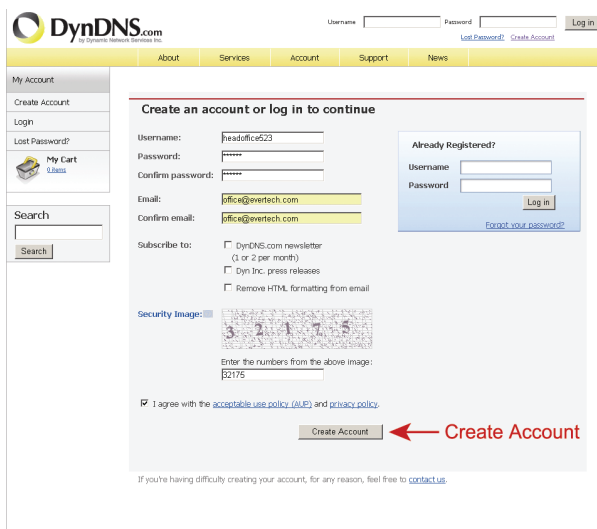 DynDNS.com
by Dynamic Network Services Inc.
Username Password Log in
Lost Password? Create Account
About Services Account Support News
My Account
Create Account
Login
Lost Password?
My Cart
0 items
Search
Search
Create an account or log in to continue
Username: headoffice523
Password: ******
Confirm password: ******
Email: office@evertech.com
Confirm email: office@evertech.com
Subscribe to: DynDNS.com newsletter
(1 or 2 per month)
Dyn Inc. press releases
Remove HTML formatting from email
Security Image:
3 2 1 7 5
Enter the numbers from the above image:
32175
I agree with the acceptable use policy (AUP) and privacy policy.
Create Account
Create Account
Already Registered?
Username
Password
Log in
Forgot your password?
If you're having difficulty creating your account, for any reason, feel free to contact us.